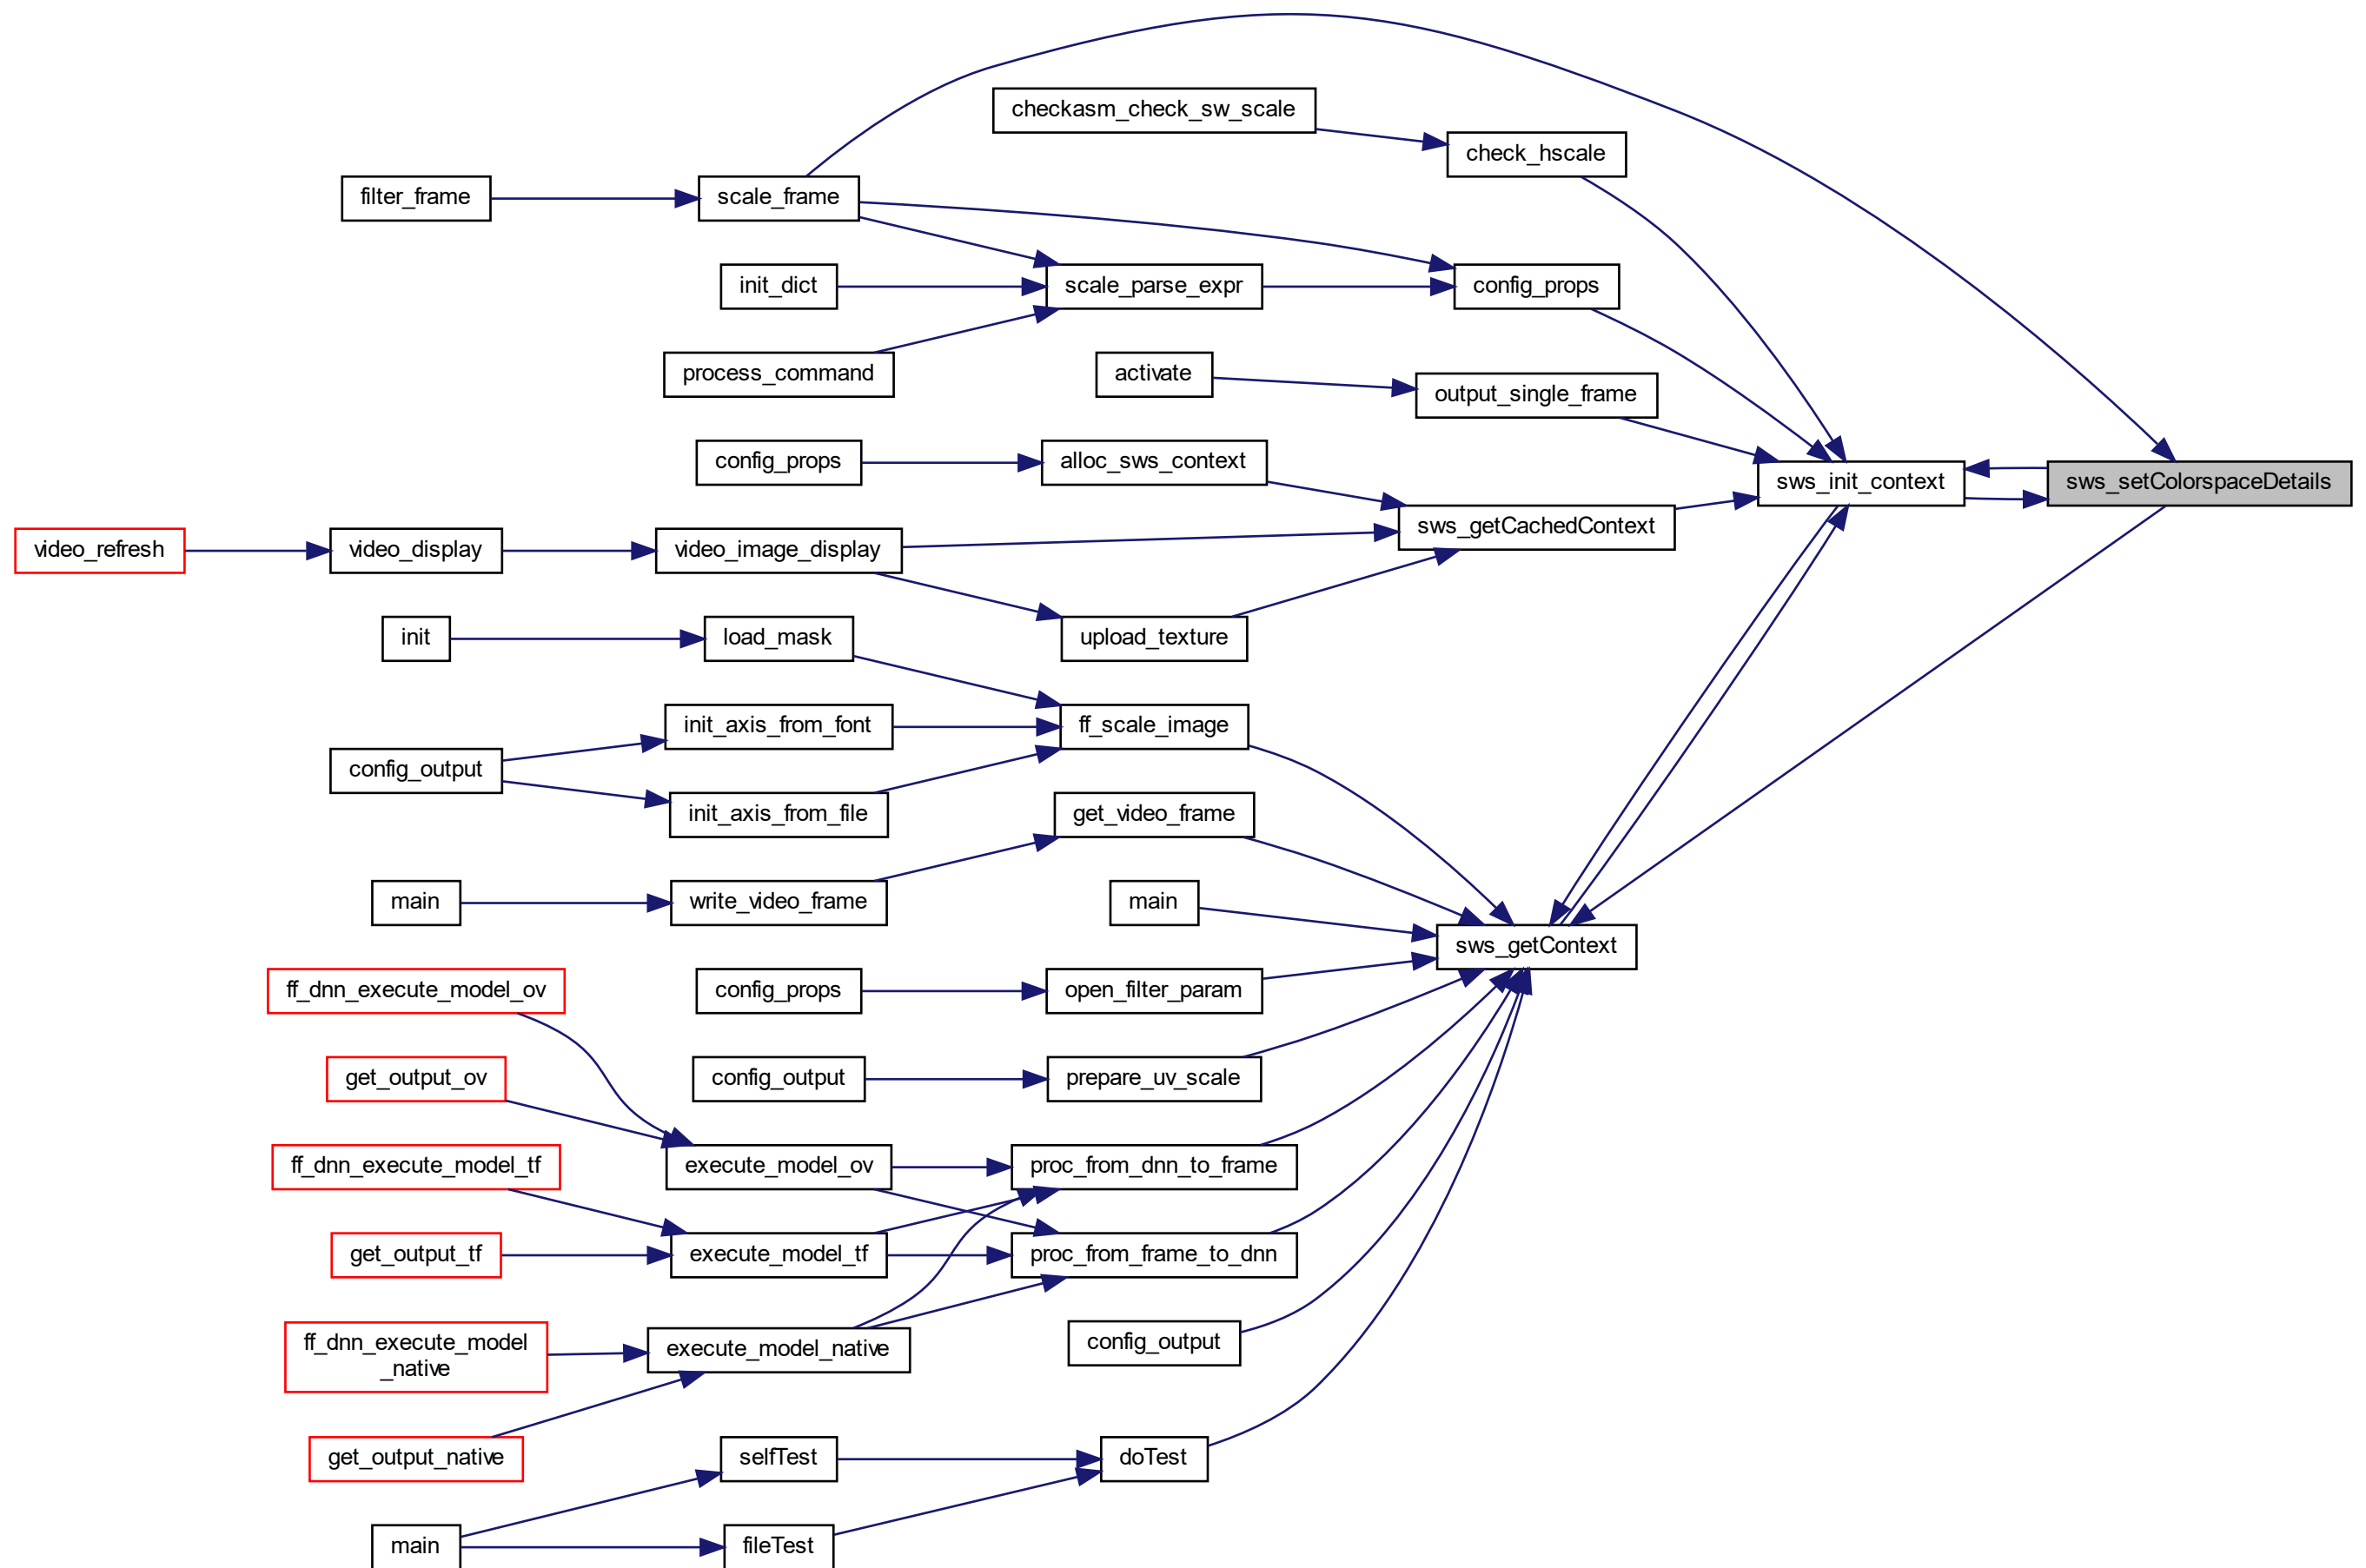 checkasm_check_sw_scale
check_hscale
filter_frame
scale_frame
init_dict
scale_parse_expr
config_props
process_command
activate
output_single_frame
config_props
alloc_sws_context
sws_init_context
sws_setColorspaceDetails
sws_getCachedContext
video_refresh
video_display
video_image_display
init
load_mask
upload_texture
init_axis_from_font
ff_scale_image
config_output
init_axis_from_file
get_video_frame
main
write_video_frame
main
sws_getContext
ff_dnn_execute_model_ov
config_props
open_filter_param
get_output_ov
config_output
prepare_uv_scale
ff_dnn_execute_model_tf
execute_model_ov
proc_from_dnn_to_frame
get_output_tf
execute_model_tf
proc_from_frame_to_dnn
ff_dnn_execute_model
_native
execute_model_native
config_output
get_output_native
selfTest
doTest
main
fileTest